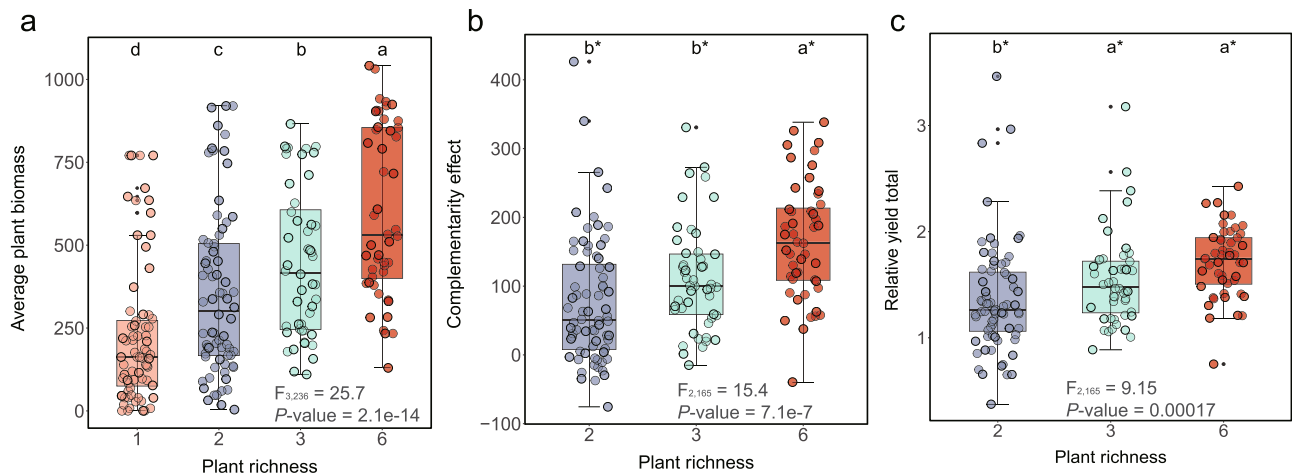 a
Average plant biomass
1000
750
500
250
0
d c b a
F3,236 = 25.7
P-value = 2.1e-14
1 2 3 6
Plant richness
b
Complementarity effect
400
300
200
100
0
−100
b* b* a*
F2,165 = 15.4
P-value = 7.1e-7
2 3 6
Plant richness
c
Relative yield total
3
2
1
b* a* a*
F2,165 = 9.15
P-value = 0.00017
2 3 6
Plant richness